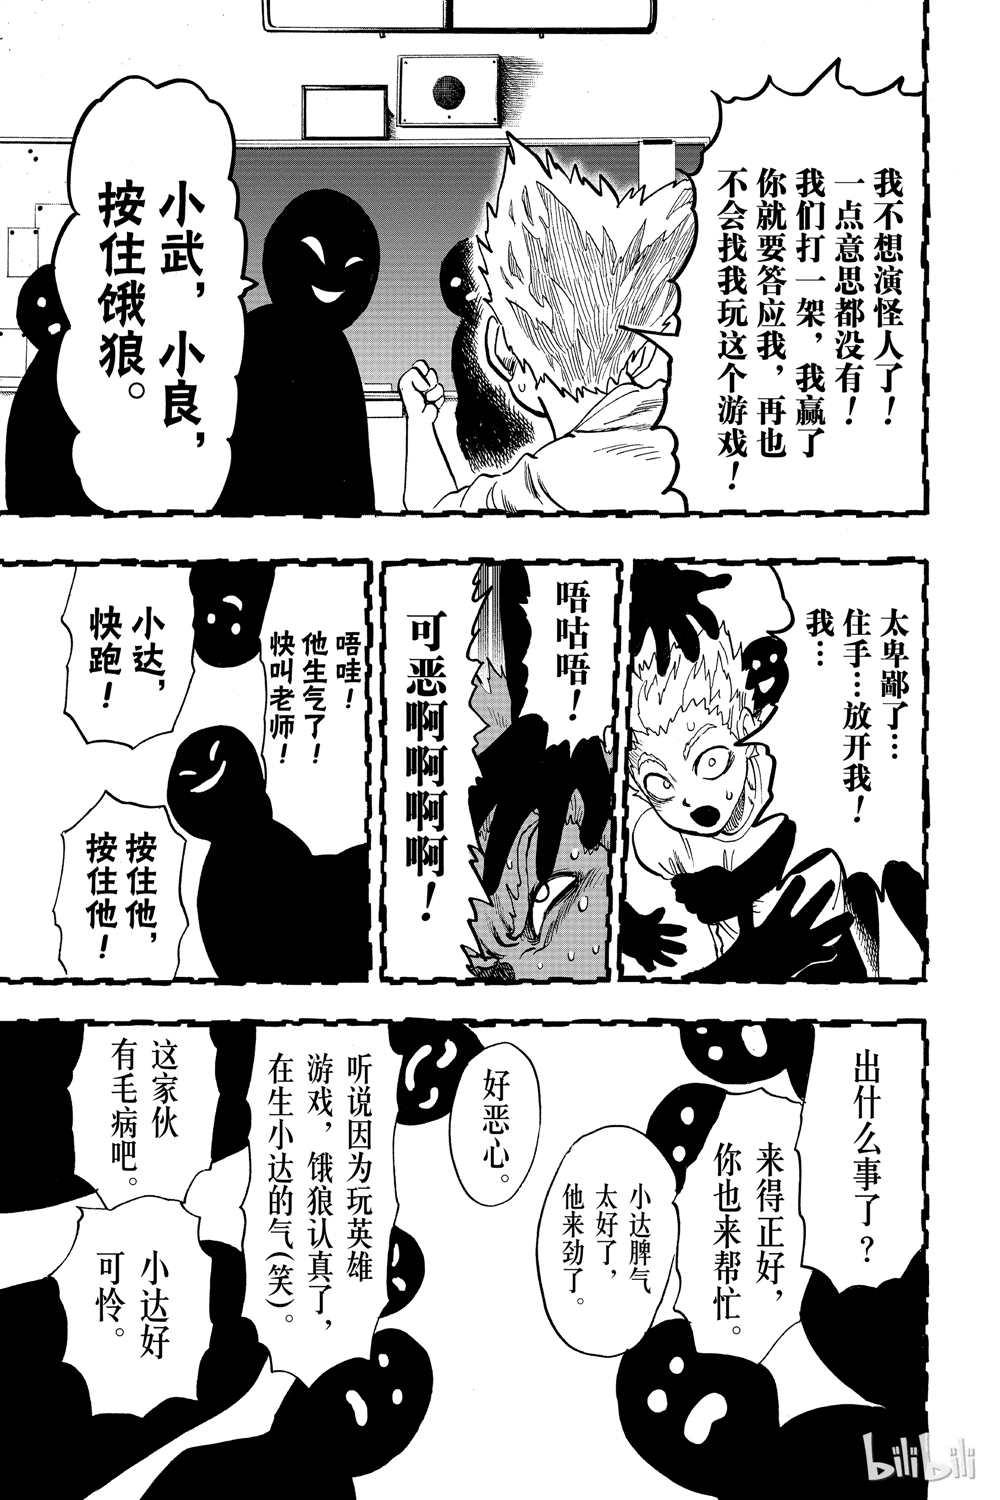 我不想演怪人了！
一点意思都没有！
我们打一架，我赢了
你就要答应我，再也
不会找我玩这个游戏！
小武，小良，
按住饿狼。
太卑鄙了…
住手…放开我！
我…
唔咕唔！
可恶啊啊啊啊！
唔哇！
他生气了！
快叫老师！
小达，
快跑！
按住他，
按住他！
出什么事了？
来得正好，
你也来帮忙。
小达脾气
太好了，
他来劲了。
好恶心。
听说因为玩英雄
游戏，饿狼认真了，
在生小达的气(笑)。
这家伙
有毛病吧。
小达好
可怜。
bilibili